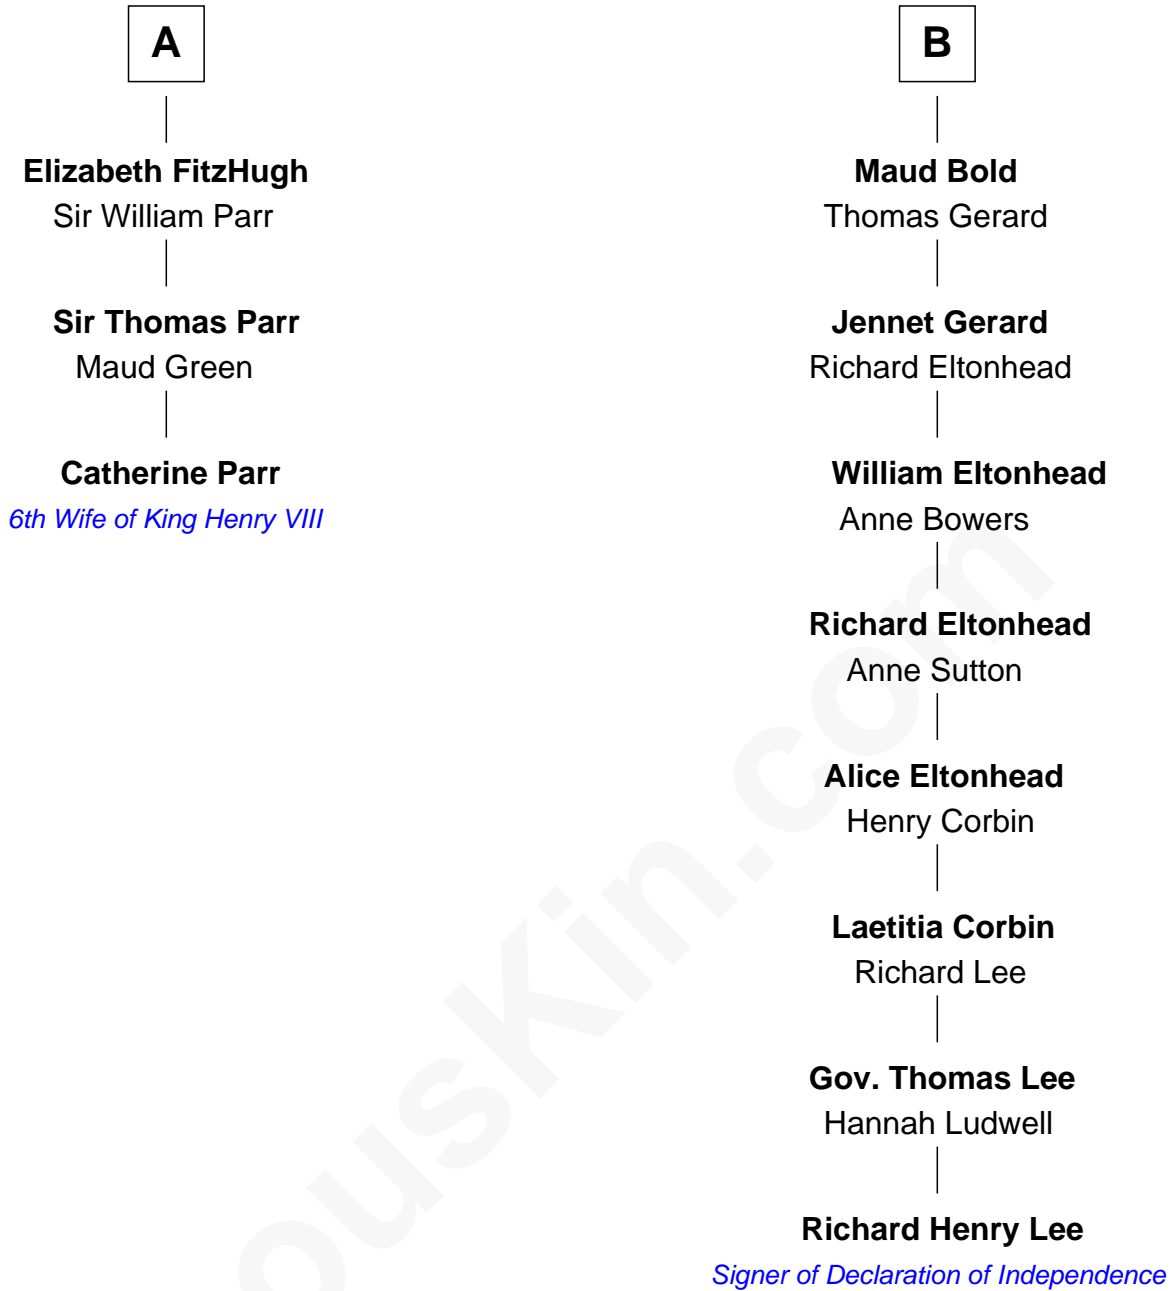 A
Elizabeth FitzHugh
Sir William Parr
Sir Thomas Parr
Maud Green
Catherine Parr
6th Wife of King Henry VIII
B
Maud Bold
Thomas Gerard
Jennet Gerard
Richard Eltonhead
William Eltonhead
Anne Bowers
Richard Eltonhead
Anne Sutton
Alice Eltonhead
Henry Corbin
Laetitia Corbin
Richard Lee
Gov. Thomas Lee
Hannah Ludwell
Richard Henry Lee
Signer of Declaration of Independence
ousKin.com